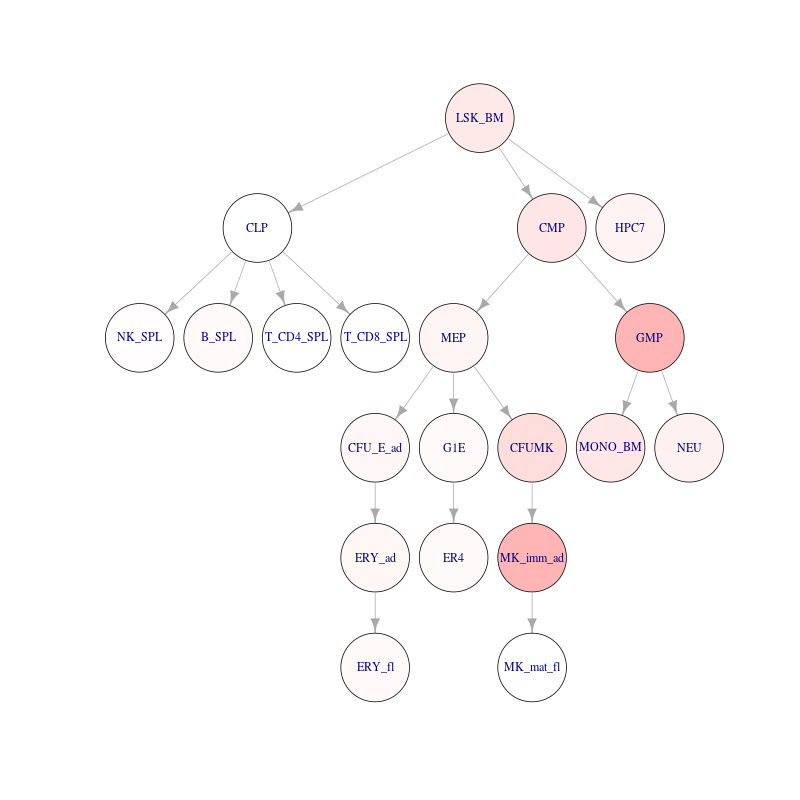 LSK_BM
CLP
CMP
HPC7
NK_SPL
B_SPL
T_CD4_SPL
T_CD8_SPL
MEP
GMP
CFU_E_ad
G1E
CFUMK
MONO_BM
NEU
ERY_ad
ER4
MK_imm_ad
ERY_fl
MK_mat_fl